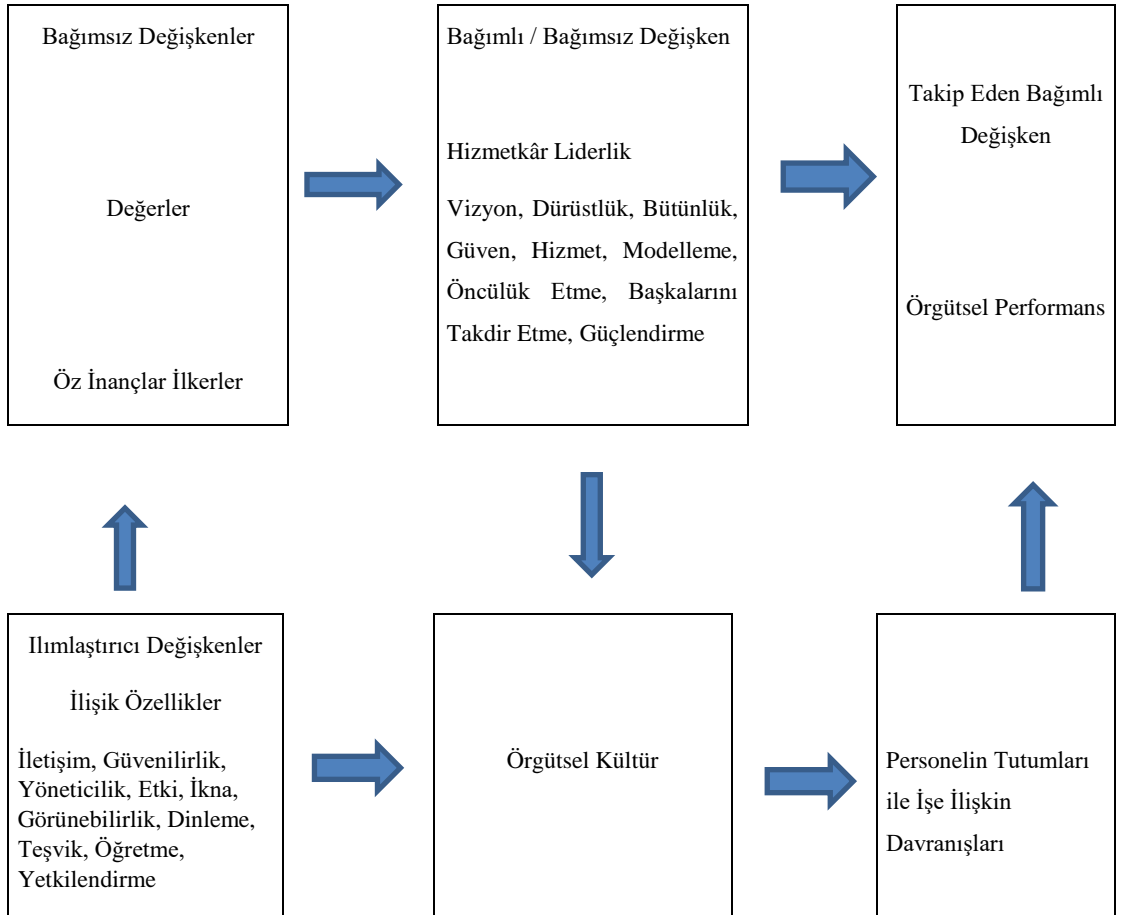 Bağımsız Değişkenler
Değerler
Öz İnançlar İlkerler
Bağımlı / Bağımsız Değişken
Hizmetkâr Liderlik
Vizyon, Dürüstlük, Bütünlük,
Güven, Hizmet, Modelleme,
Öncülük Etme, Başkalarını
Takdir Etme, Güçlendirme
Takip Eden Bağımlı
Değişken
Örgütsel Performans
Ilımlaştırıcı Değişkenler
İlişik Özellikler
İletişim, Güvenilirlik,
Yöneticilik, Etki, İkna,
Görünebilirlik, Dinleme,
Teşvik, Öğretme,
Yetkilendirme
Örgütsel Kültür
Personelin Tutumları
ile İşe İlişkin
Davranışları